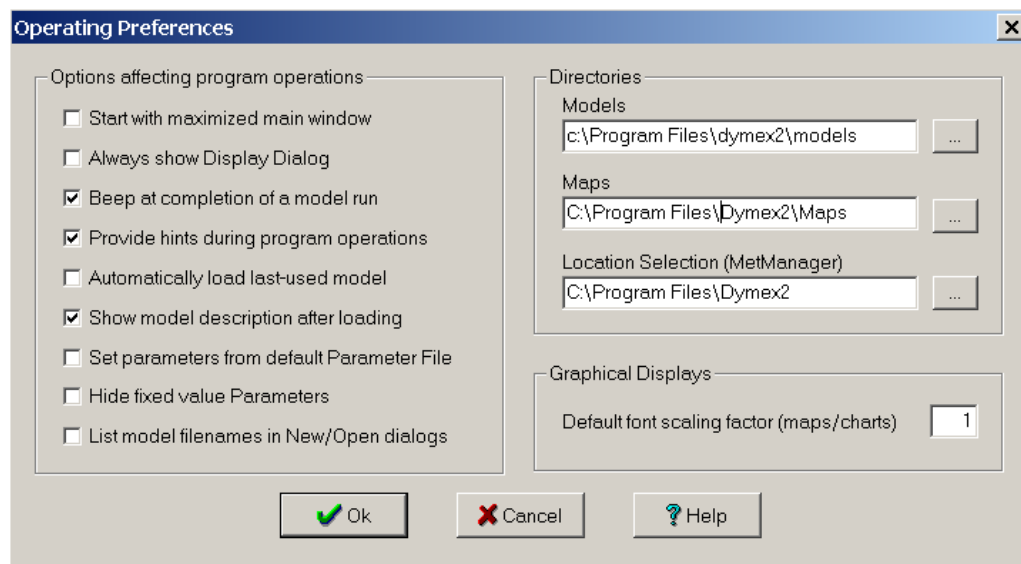 Operating Preferences
Options affecting program operations
Start with maximized main window
Always show Display Dialog
Beep at completion of a model run
Provide hints during program operations
Automatically load last-used model
Show model description after loading
Set parameters from default Parameter File
Hide fixed value Parameters
List model filenames in New/Open dialogs
Directories
Models
c:\Program Files\dymex2\models
...
Maps
C:\Program Files\Dymex2\Maps
...
Location Selection (MetManager)
C:\Program Files\Dymex2
...
Graphical Displays
Default font scaling factor (maps/charts) 1
Ok
Cancel
? Help